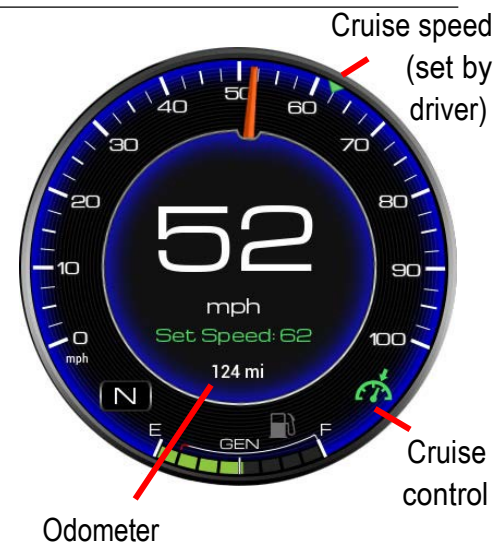 Cruise speed
(set by
driver)
50
40
60
30
70
20
80
52
10
90
mph
Set Speed: 62
0
100
mph
124 mi
N
E
GEN
F
Cruise
control
Odometer